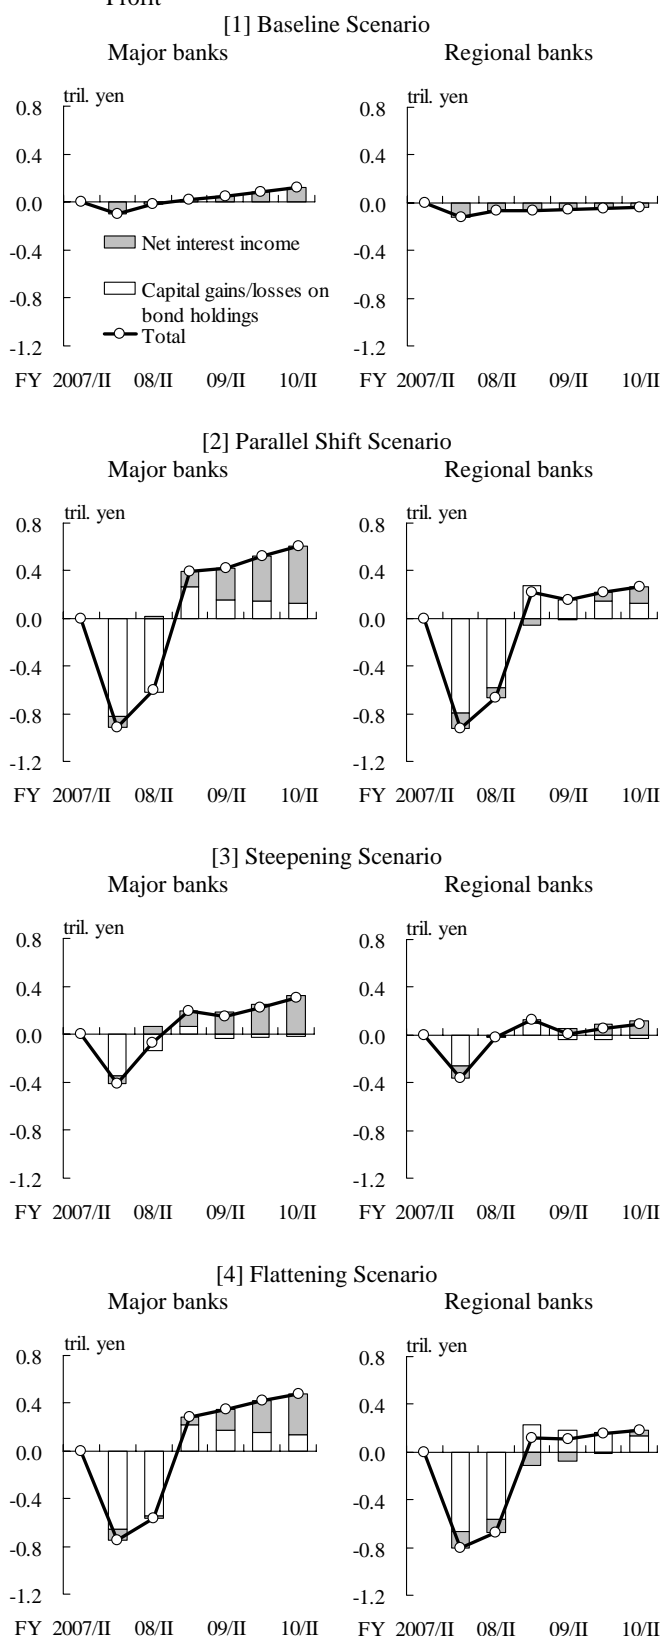 Profit
[1] Baseline Scenario
Major banks Regional banks
tril. yen
0.8 0.8
0.4 0.4
0.0 0.0
-0.4 -0.4
Net interest income
-0.8 -0.8
Capital gains/losses on
bond holdings
Total
-1.2 -1.2
FY 2007/II 08/II 09/II 10/II FY 2007/II 08/II 09/II 10/II
[2] Parallel Shift Scenario
Major banks Regional banks
tril. yen tril. yen
0.8 0.8
0.4 0.4
0.0 0.0
-0.4 -0.4
-0.8 -0.8
-1.2 -1.2
FY 2007/II 08/II 09/II 10/II FY 2007/II 08/II 09/II 10/II
[3] Steepening Scenario
Major banks Regional banks
tril. yen tril. yen
0.8 0.8
0.4 0.4
0.0 0.0
-0.4 -0.4
-0.8 -0.8
-1.2 -1.2
FY 2007/II 08/II 09/II 10/II FY 2007/II 08/II 09/II 10/II
[4] Flattening Scenario
Major banks Regional banks
tril. yen tril. yen
0.8 0.8
0.4 0.4
0.0 0.0
-0.4 -0.4
-0.8 -0.8
-1.2 -1.2
FY 2007/II 08/II 09/II 10/II FY 2007/II 08/II 09/II 10/II